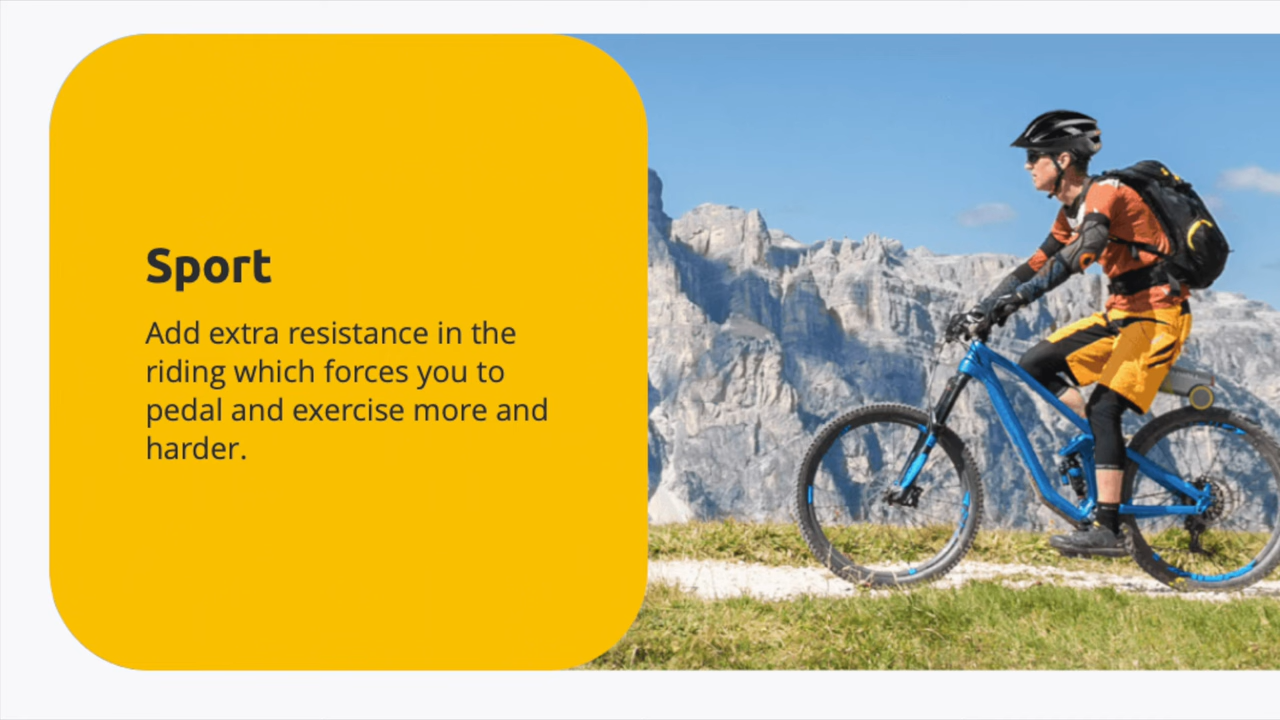 Sport
Add extra resistance in the
riding which forces you to
pedal and exercise more and
harder.